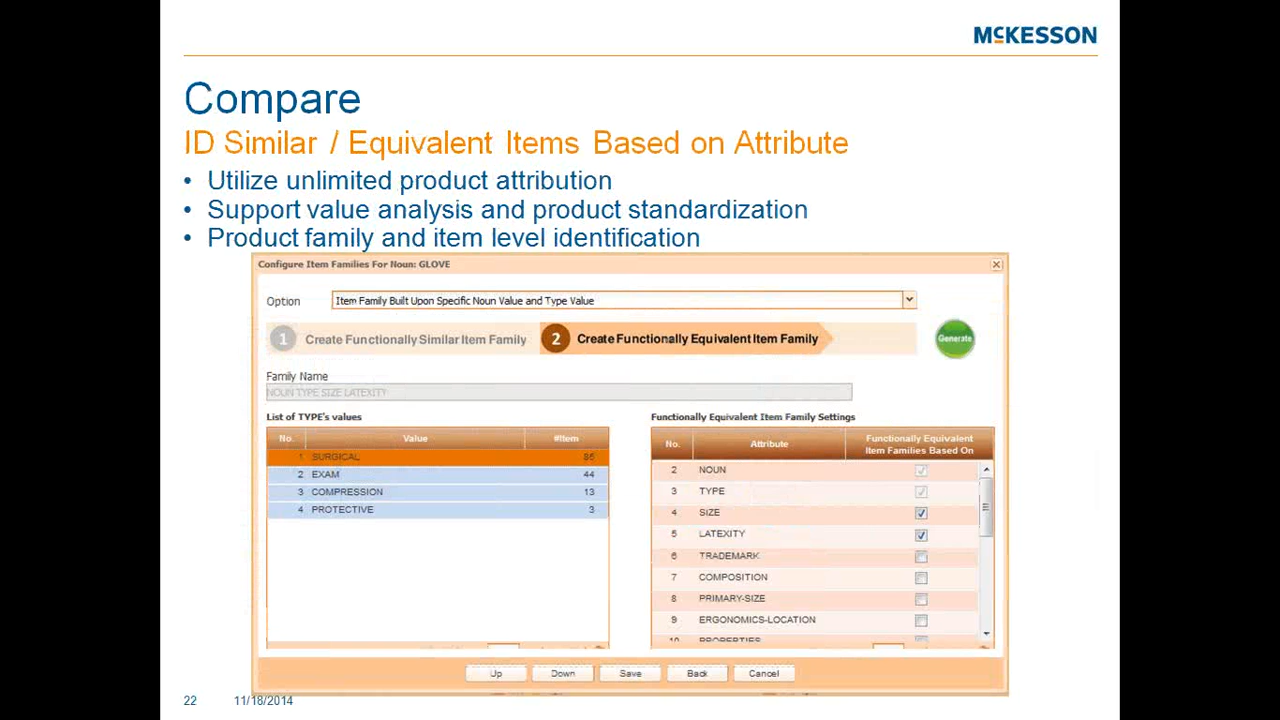 MCKESSON
Compare
ID Similar / Equivalent Items Based on Attribute
• Utilize unlimited product attribution
• Support value analysis and product standardization
• Product family and item level identification
Configure Item Families For Noun: GLOVE
Option
Item Family Built Upon Specific Noun Value and Type Value
1 Create Functionally Similar Item Family
2 Create Functionally Equivalent Item Family
Generate
Family Name
NOUN TYPE SIZE LATEXITY
List of TYPE's values
No. Value #Item
1 SURGICAL 85
2 EXAM 44
3 COMPRESSION 13
4 PROTECTIVE 3
Functionally Equivalent Item Family Settings
No. Attribute Functionally Equivalent
Item Families Based On
2 NOUN
3 TYPE
4 SIZE
5 LATEXITY
6 TRADEMARK
7 COMPOSITION
8 PRIMARY-SIZE
9 ERGONOMICS-LOCATION
10 PROPERTIES
Up Down Save Back Cancel
22 11/18/2014